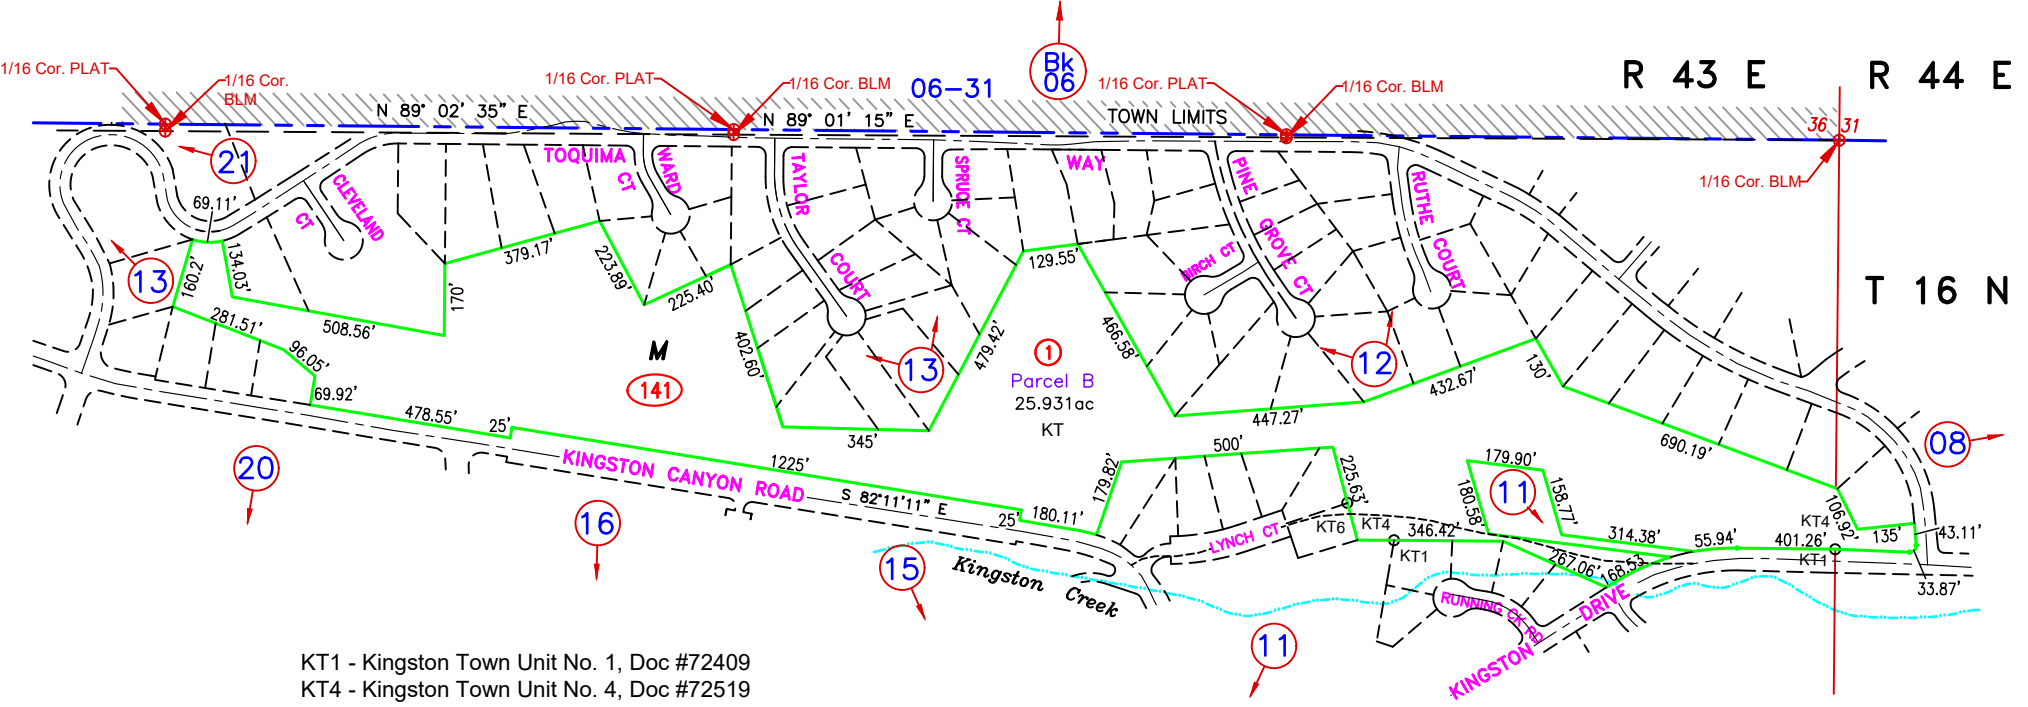 Bk
06
R 43 E
R 44 E
1/16 Cor. PLAT
1/16 Cor.
BLM
1/16 Cor. PLAT
1/16 Cor. BLM
06-31
1/16 Cor. PLAT
1/16 Cor. BLM
N 89° 02' 35" E
N 89° 01' 15" E
TOWN LIMITS
36
31
21
TOQUIMA
WAY
WARD
CT
TAYLOR
COURT
SPRUCE CT
PINE
GROVE CT
BIRCH CT
RUTHE
COURT
1/16 Cor. BLM
CLEVELAND
CT
69.11'
134.03'
160.2'
13
379.17'
223.89'
225.40'
170'
129.55'
T 16 N
281.51'
508.56'
96.05'
69.92'
M
141
402.60'
13
479.42'
1
Parcel B
25.931ac
KT
466.58'
12
432.67'
130'
447.27'
478.55'
25'
345'
690.19'
08
20
KINGSTON CANYON ROAD
1225'
S 82°11'11" E
25'
180.11'
179.82'
500'
225.63'
179.90'
180.58'
11
158.77'
106.92'
16
LYNCH CT
KT6
KT4
346.42'
KT1
314.38'
55.94'
401.26'
KT4
KT1
135'
43.11'
33.87'
15
Kingston Creek
267.06'
168.53
RUNNING CK RD
KINGSTON
DRIVE
11
KT1 - Kingston Town Unit No. 1, Doc #72409
KT4 - Kingston Town Unit No. 4, Doc #72519